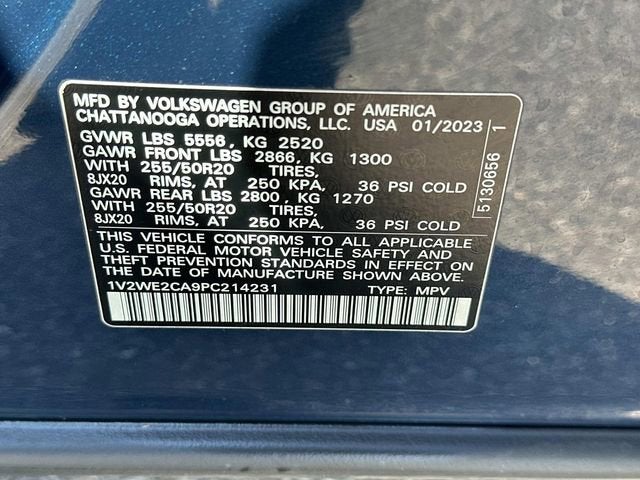 MFD BY VOLKSWAGEN GROUP OF AMERICA
CHATTANOOGA OPERATIONS, LLC. USA 01/2023
GVWR LBS 5556, KG 2520
GAWR FRONT LBS 2866, KG 1300
WITH 255/50R20 TIRES,
8JX20 RIMS, AT 250 KPA, 36 PSI COLD
GAWR REAR LBS 2800, KG 1270
WITH 255/50R20 TIRES,
8JX20 RIMS, AT 250 KPA, 36 PSI COLD
THIS VEHICLE CONFORMS TO ALL APPLICABLE
U.S. FEDERAL MOTOR VEHICLE SAFETY AND
THEFT PREVENTION STANDARDS IN EFFECT ON
THE DATE OF MANUFACTURE SHOWN ABOVE.
1V2WE2CA9PC214231 TYPE: MPV
5130656 1